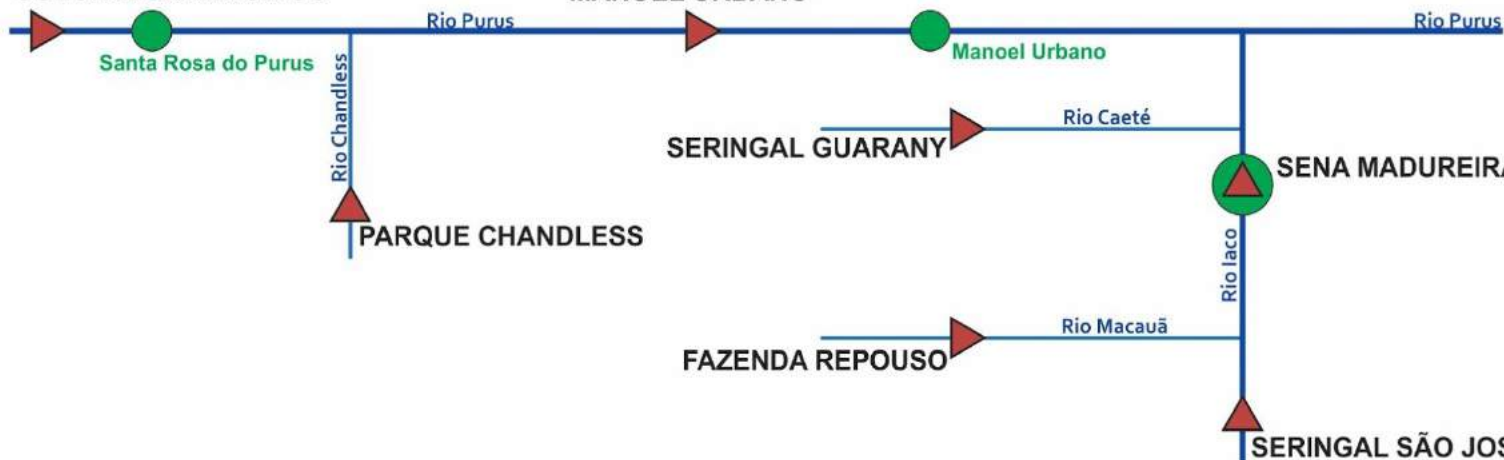 Rio Purus
Rio Purus
Santa Rosa do Purus
Manoel Urbano
Rio Chandless
Rio Caeté
SERINGAL GUARANY
SENA MADUREIRA
PARQUE CHANDLESS
Rio Iaco
Rio Macauã
FAZENDA REPOUSO
SERINGAL SÃO JOS